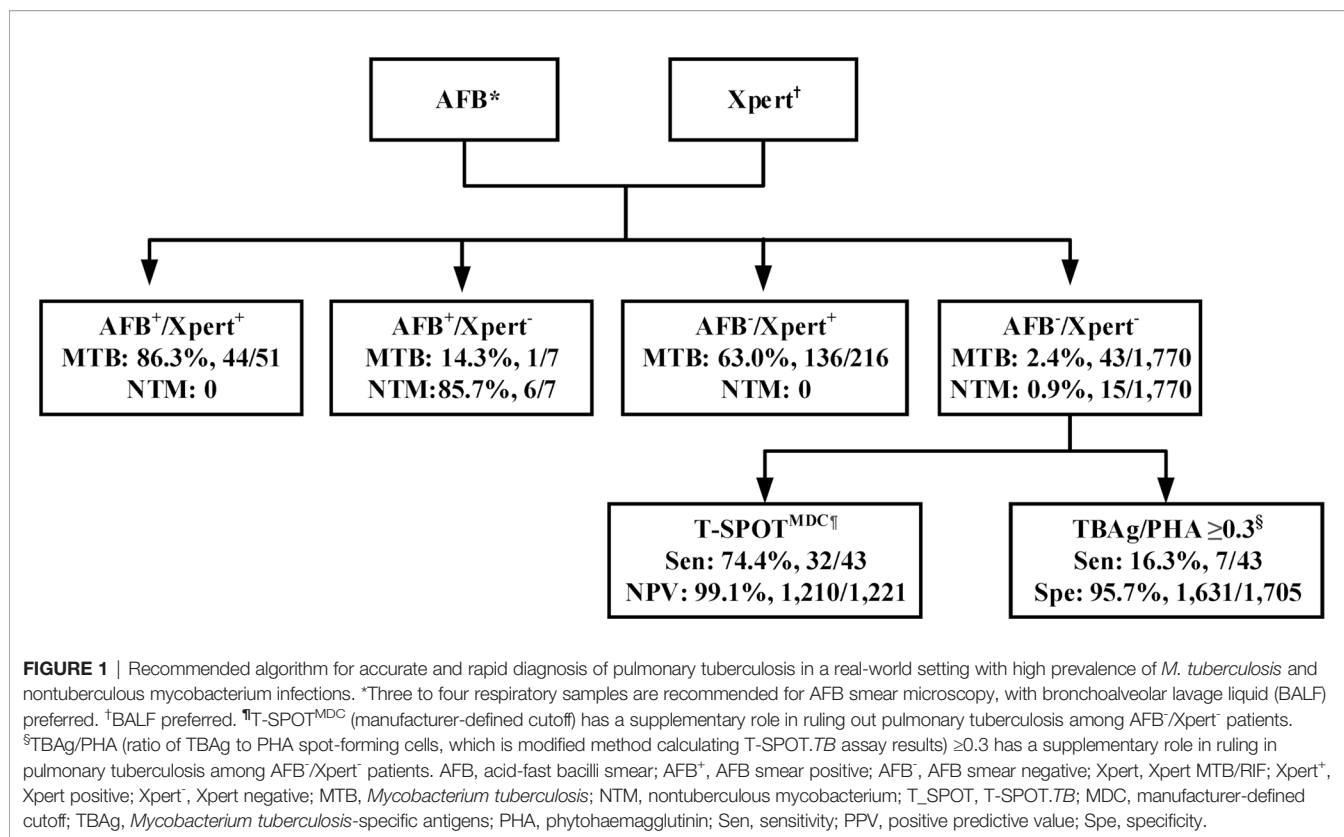 AFB*
Xpert†
AFB⁺/Xpert⁺
MTB: 86.3%, 44/51
NTM: 0
AFB⁺/Xpert⁻
MTB: 14.3%, 1/7
NTM:85.7%, 6/7
AFB⁻/Xpert⁺
MTB: 63.0%, 136/216
NTM: 0
AFB⁻/Xpert⁻
MTB: 2.4%, 43/1,770
NTM: 0.9%, 15/1,770
T-SPOTᴹᴰᶜ¶
Sen: 74.4%, 32/43
NPV: 99.1%, 1,210/1,221
TBAg/PHA ≥0.3§
Sen: 16.3%, 7/43
Spe: 95.7%, 1,631/1,705
FIGURE 1 | Recommended algorithm for accurate and rapid diagnosis of pulmonary tuberculosis in a real-world setting with high prevalence of M. tuberculosis and
nontuberculous mycobacterium infections. *Three to four respiratory samples are recommended for AFB smear microscopy, with bronchoalveolar lavage liquid (BALF)
preferred. †BALF preferred. ¶T-SPOTᴹᴰᶜ (manufacturer-defined cutoff) has a supplementary role in ruling out pulmonary tuberculosis among AFB⁻/Xpert⁻ patients.
§TBAg/PHA (ratio of TBAg to PHA spot-forming cells, which is modified method calculating T-SPOT.TB assay results) ≥0.3 has a supplementary role in ruling in
pulmonary tuberculosis among AFB⁻/Xpert⁻ patients. AFB, acid-fast bacilli smear; AFB⁺, AFB smear positive; AFB⁻, AFB smear negative; Xpert, Xpert MTB/RIF; Xpert⁺,
Xpert positive; Xpert⁻, Xpert negative; MTB, Mycobacterium tuberculosis; NTM, nontuberculous mycobacterium; T_SPOT, T-SPOT.TB; MDC, manufacturer-defined
cutoff; TBAg, Mycobacterium tuberculosis-specific antigens; PHA, phytohaemagglutinin; Sen, sensitivity; PPV, positive predictive value; Spe, specificity.